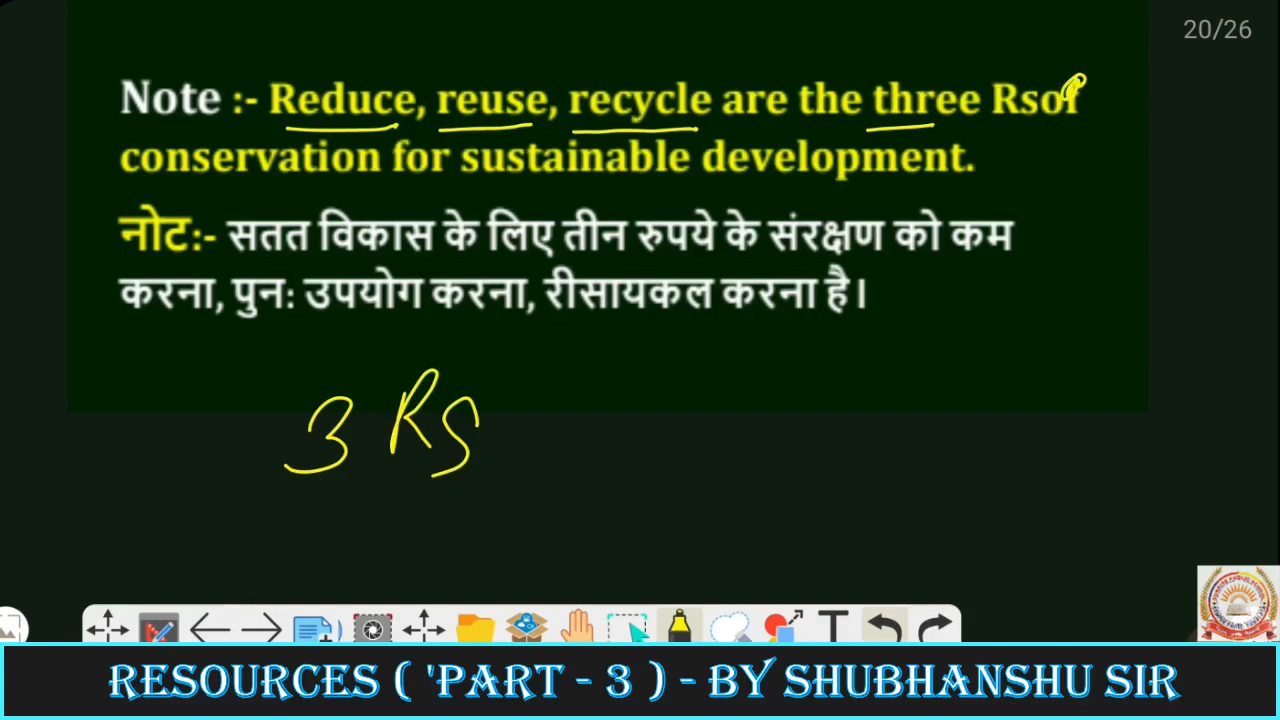 20/26
Note :- Reduce, reuse, recycle are the three Rsof
conservation for sustainable development.
नोटः- सतत विकास के लिए तीन रुपये के संरक्षण को कम
करना, पुनः उपयोग करना, रीसायकल करना है।
3 Rs
T
RESOURCES ( 'PART - 3 ) - BY SHUBHANSHU SIR